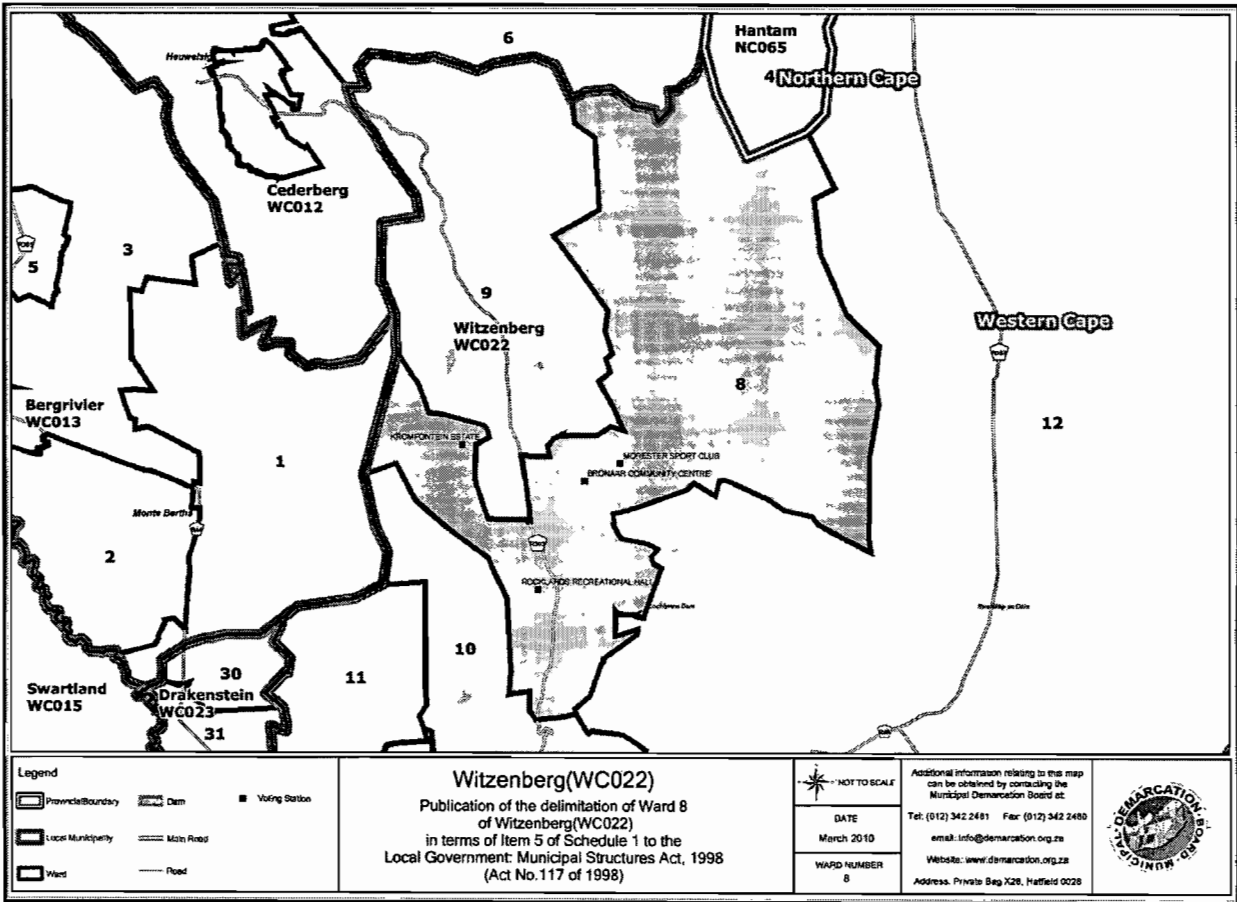 6
Hantam
NC065
4 Northern Cape
Cederberg
WC012
5
3
9
Witzenberg
WC022
Western Cape
8
12
Bergrivier
WC013
1
KROMFONTEIN ESTATE
MORESTER SPORT CLUB
BRONAAR COMMUNITY CENTRE
Monte Bertha
2
ROCKLANDS RECREATIONAL HALL
10
11
30
Swartland
WC015
Drakenstein
WC023
31
Legend
Provincial Boundary
Dam
Voting Station
Local Municipality
Main Road
Ward
Road
Witzenberg(WC022)
Publication of the delimitation of Ward 8
of Witzenberg(WC022)
in terms of Item 5 of Schedule 1 to the
Local Government: Municipal Structures Act, 1998
(Act No.117 of 1998)
NOT TO SCALE
DATE
March 2010
WARD NUMBER
8
Additional information relating to this map
can be obtained by contacting the
Municipal Demarcation Board at:
Tel: (012) 342 2481 Fax: (012) 342 2480
email: info@demarcation.org.za
Website: www.demarcation.org.za
Address: Private Bag X28, Hatfield 0028
MUNICIPAL DEMARCATION BOARD